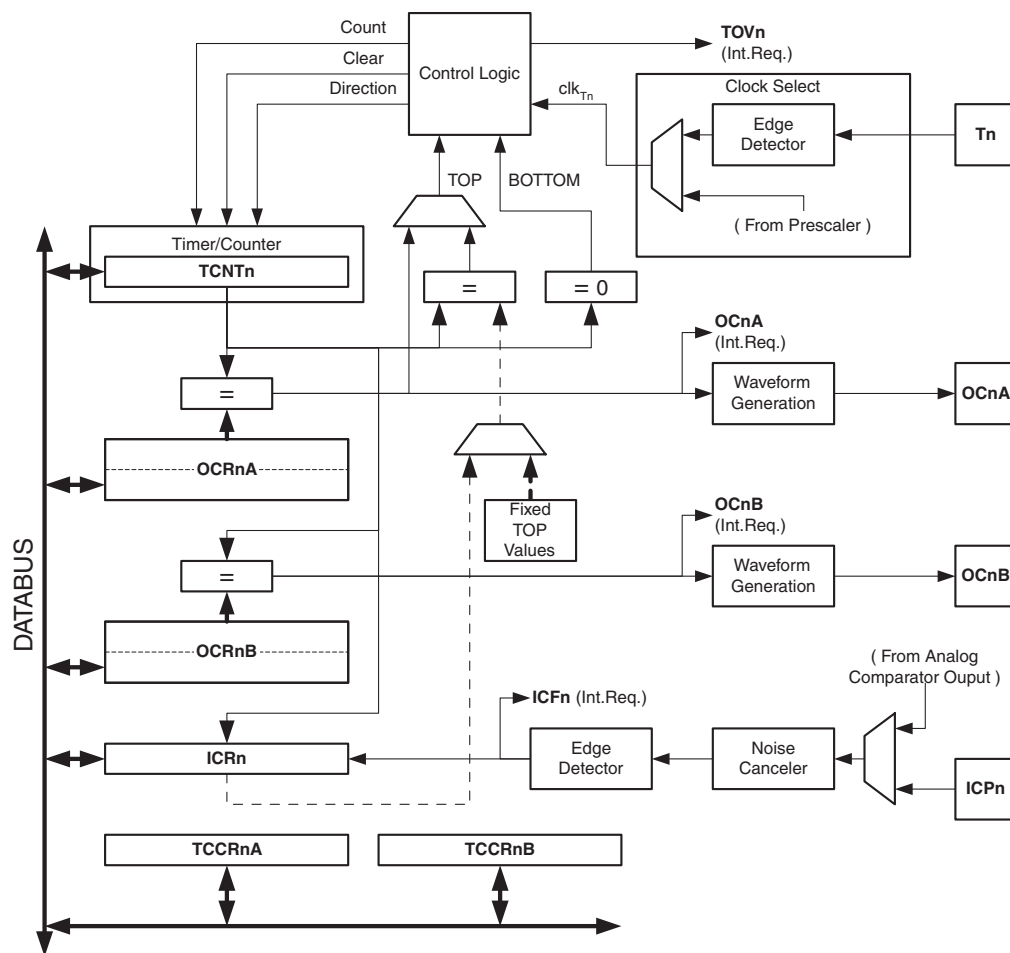 Count
Clear
Direction
Control Logic
TOVn
(Int.Req.)
clkTn
Clock Select
Edge
Detector
Tn
( From Prescaler )
TOP
BOTTOM
Timer/Counter
TCNTn
=
= 0
OCnA
(Int.Req.)
=
Waveform
Generation
OCnA
OCRnA
Fixed
TOP
Values
OCnB
(Int.Req.)
=
Waveform
Generation
OCnB
DATABUS
OCRnB
( From Analog
Comparator Ouput )
ICFn (Int.Req.)
ICRn
Edge
Detector
Noise
Canceler
ICPn
TCCRnA
TCCRnB